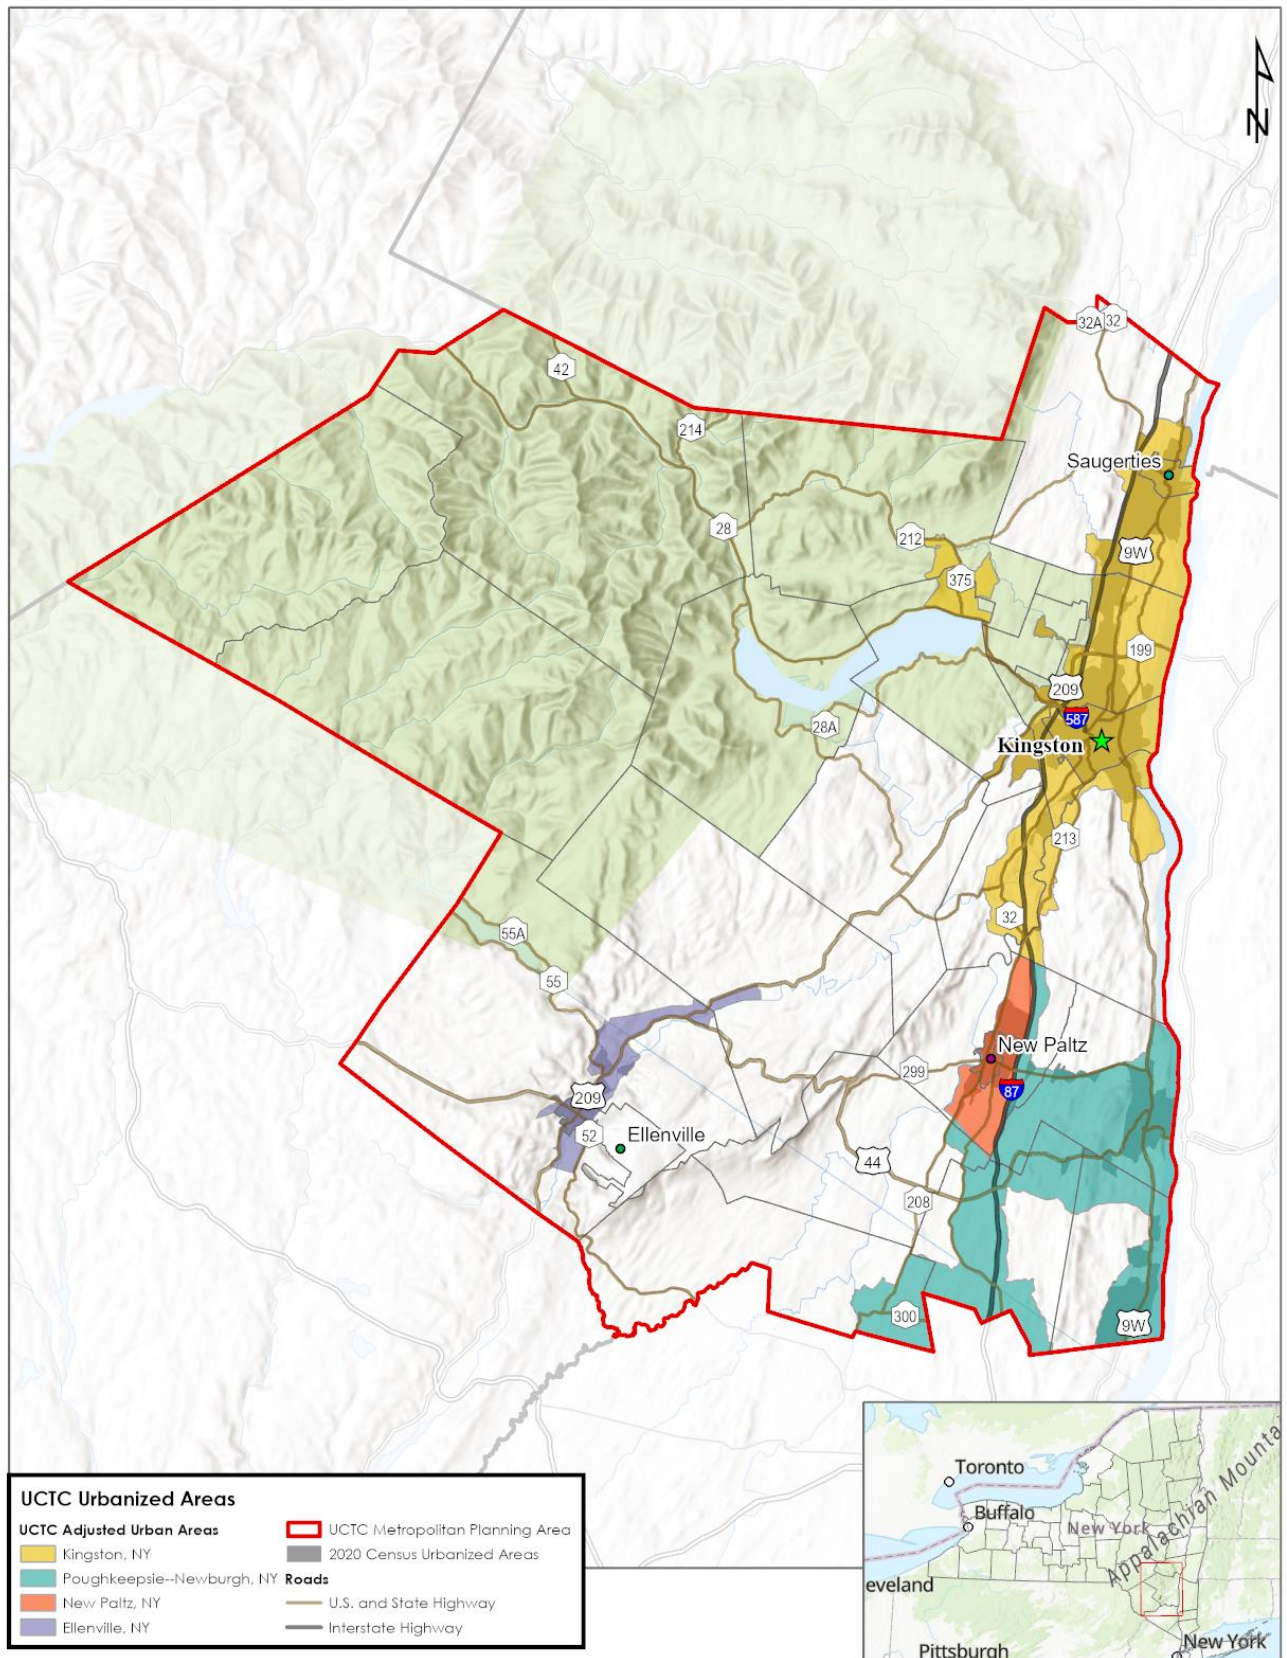 N
32A
32
42
214
Saugerties
28
212
9W
375
199
209
587
28A
Kingston
213
32
55A
55
New Paltz
299
87
209
52
Ellenville
44
208
300
9W
UCTC Urbanized Areas
UCTC Adjusted Urban Areas
Kingston, NY
Poughkeepsie--Newburgh, NY
New Paltz, NY
Ellenville, NY
UCTC Metropolitan Planning Area
2020 Census Urbanized Areas
Roads
U.S. and State Highway
Interstate Highway
Toronto
Buffalo
New York
Appalachian Mounta
eveland
Pittsburgh
New York